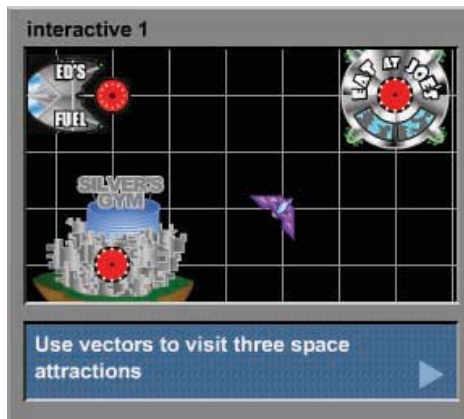 interactive 1
ED'S
FUEL
EAT AT JOE'S
SILVER'S
GYM
Use vectors to visit three space
attractions